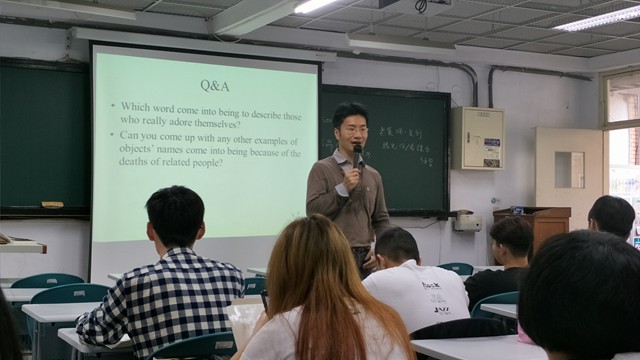 Q&A
• Which word come into being to describe those
who really adore themselves?
• Can you come up with any other examples of
objects' names come into being because of the
deaths of related people?
JAZZ